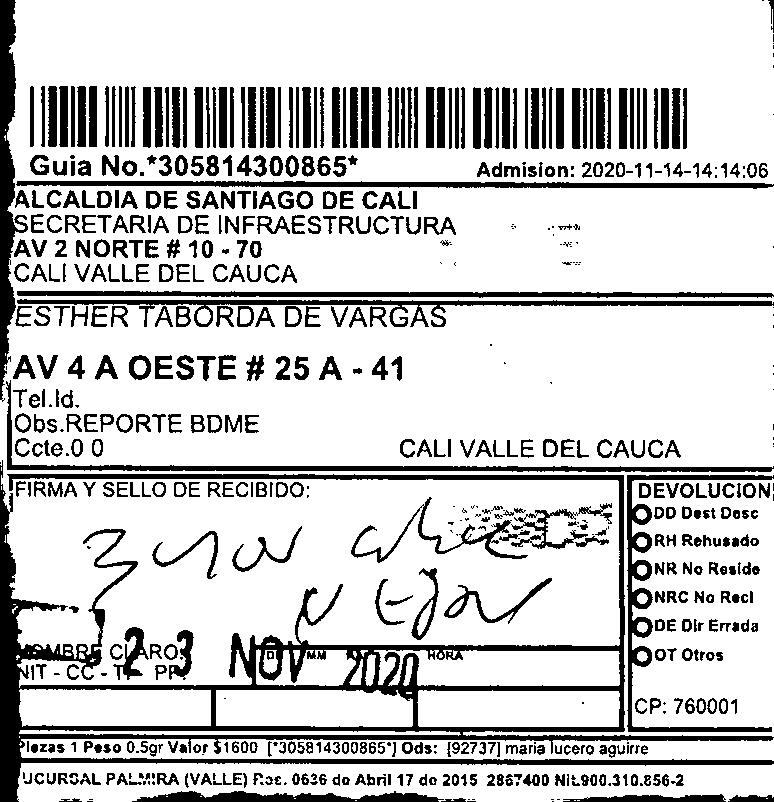 Guia No.*305814300865*
Admision: 2020-11-14-14:14:06
ALCALDIA DE SANTIAGO DE CALI
SECRETARIA DE INFRAESTRUCTURA
AV 2 NORTE # 10 - 70
CALI VALLE DEL CAUCA
ESTHER TABORDA DE VARGAS
AV 4 A OESTE # 25 A - 41
Tel.Id.
Obs.REPORTE BDME
Ccte.0 0
CALI VALLE DEL CAUCA
FIRMA Y SELLO DE RECIBIDO:
DEVOLUCION
DD Dest Desc
RH Rehusado
NR No Reside
NRC No Recl
DE Dir Errada
OT Otros
NOMBRE CLARO
23 NOV 2020
MM
HORA
NIT - CC - TI PP
CP: 760001
Piezas 1 Peso 0.5gr Valor $1600 [*305814300865*] Ods: [92737] maria lucero aguirre
SUCURSAL PALMIRA (VALLE) Res. 0636 de Abril 17 de 2015 2867400 Nit.900.310.856-2